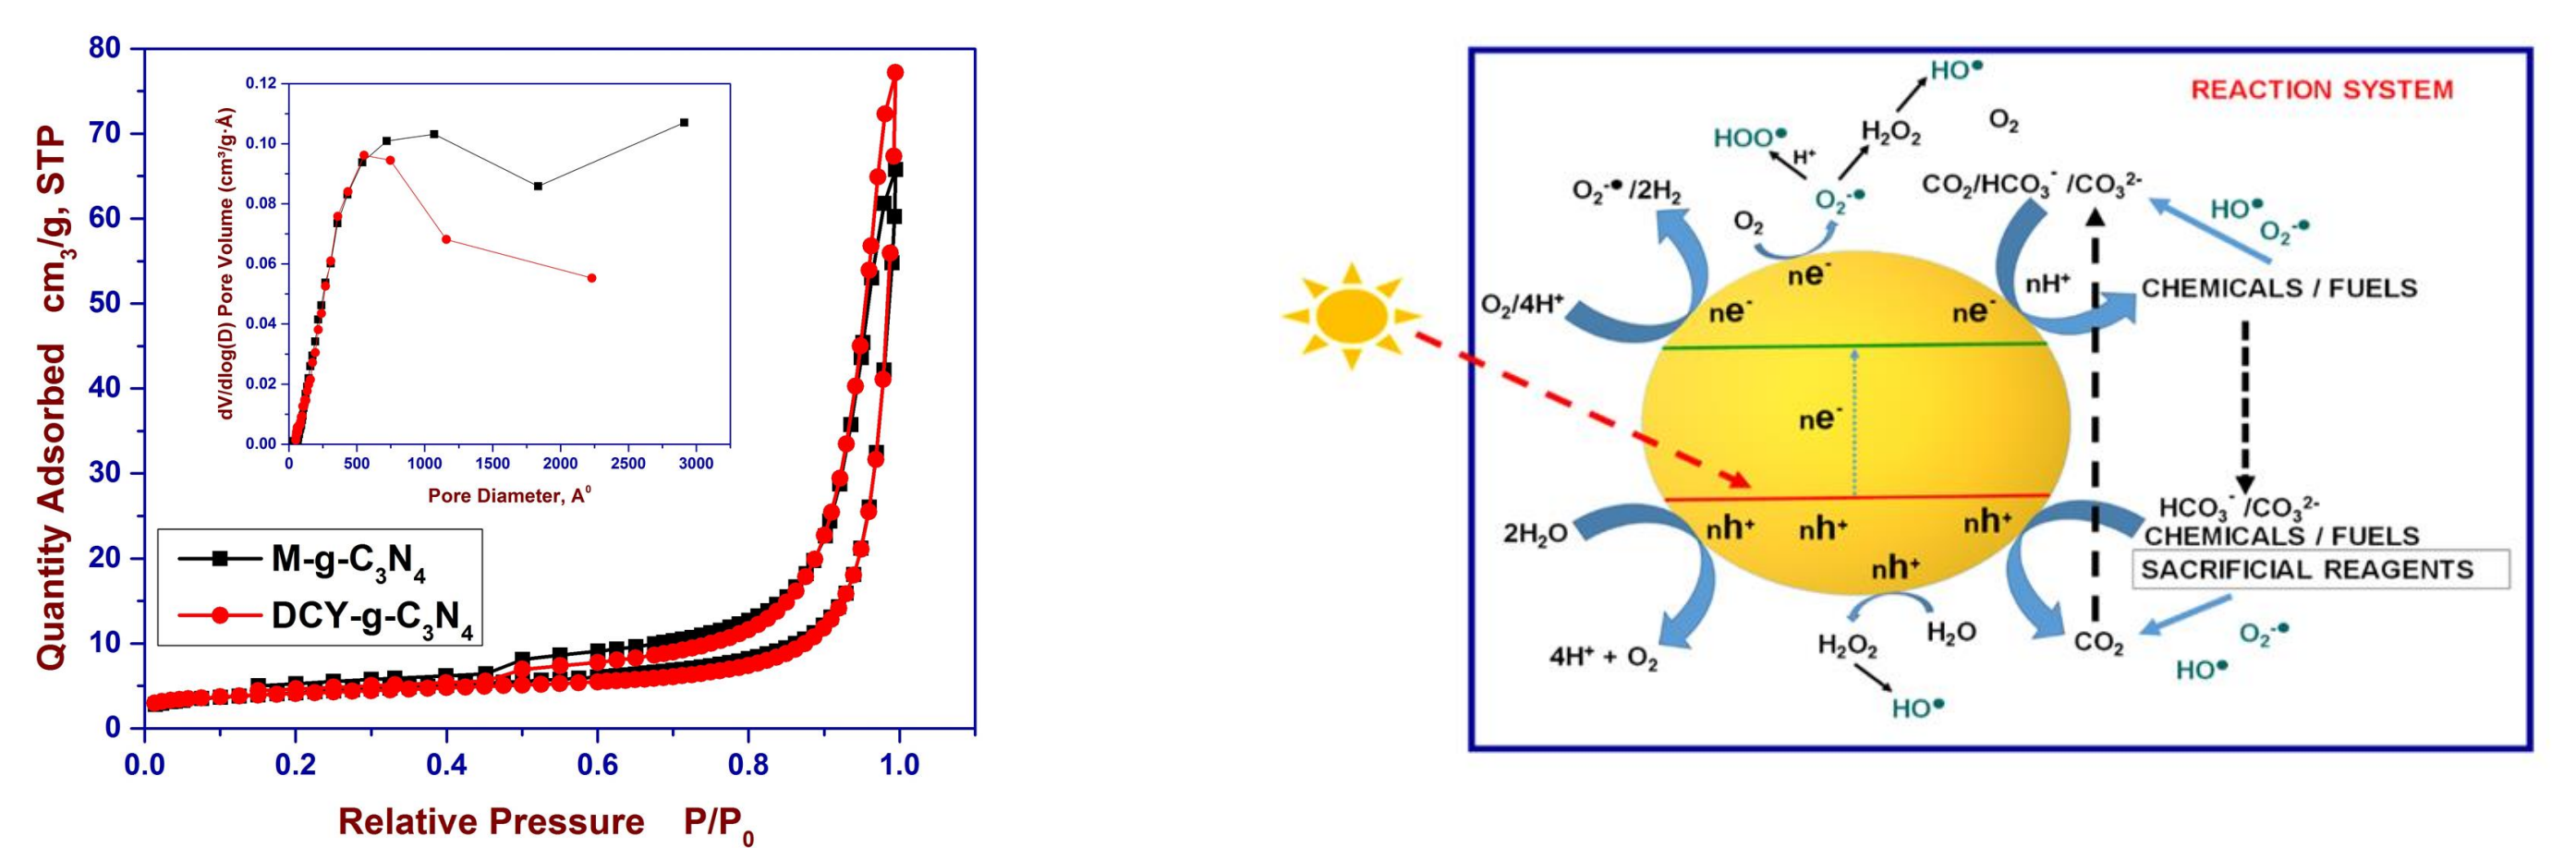 80
70
60
50
40
30
20
10
0
Quantity Adsorbed cm₃/g, STP
0.0 0.2 0.4 0.6 0.8 1.0
Relative Pressure P/P₀
0.12
0.10
0.08
0.06
0.04
0.02
0.00
dV/dlog(D) Pore Volume (cm³/g·Å)
0 500 1000 1500 2000 2500 3000
Pore Diameter, A⁰
M-g-C₃N₄
DCY-g-C₃N₄
REACTION SYSTEM
HO•
O₂
H₂O₂
HOO•
H⁺
O₂⁻•
O₂
O₂⁻• /2H₂
CO₂/HCO₃⁻ /CO₃²⁻
HO•
O₂⁻•
nH⁺
CHEMICALS / FUELS
O₂/4H⁺
ne⁻
ne⁻
ne⁻
ne⁻
nh⁺
nh⁺
nh⁺
nh⁺
2H₂O
4H⁺ + O₂
HCO₃⁻ /CO₃²⁻
CHEMICALS / FUELS
SACRIFICIAL REAGENTS
H₂O₂
H₂O
HO•
CO₂
O₂⁻•
HO•